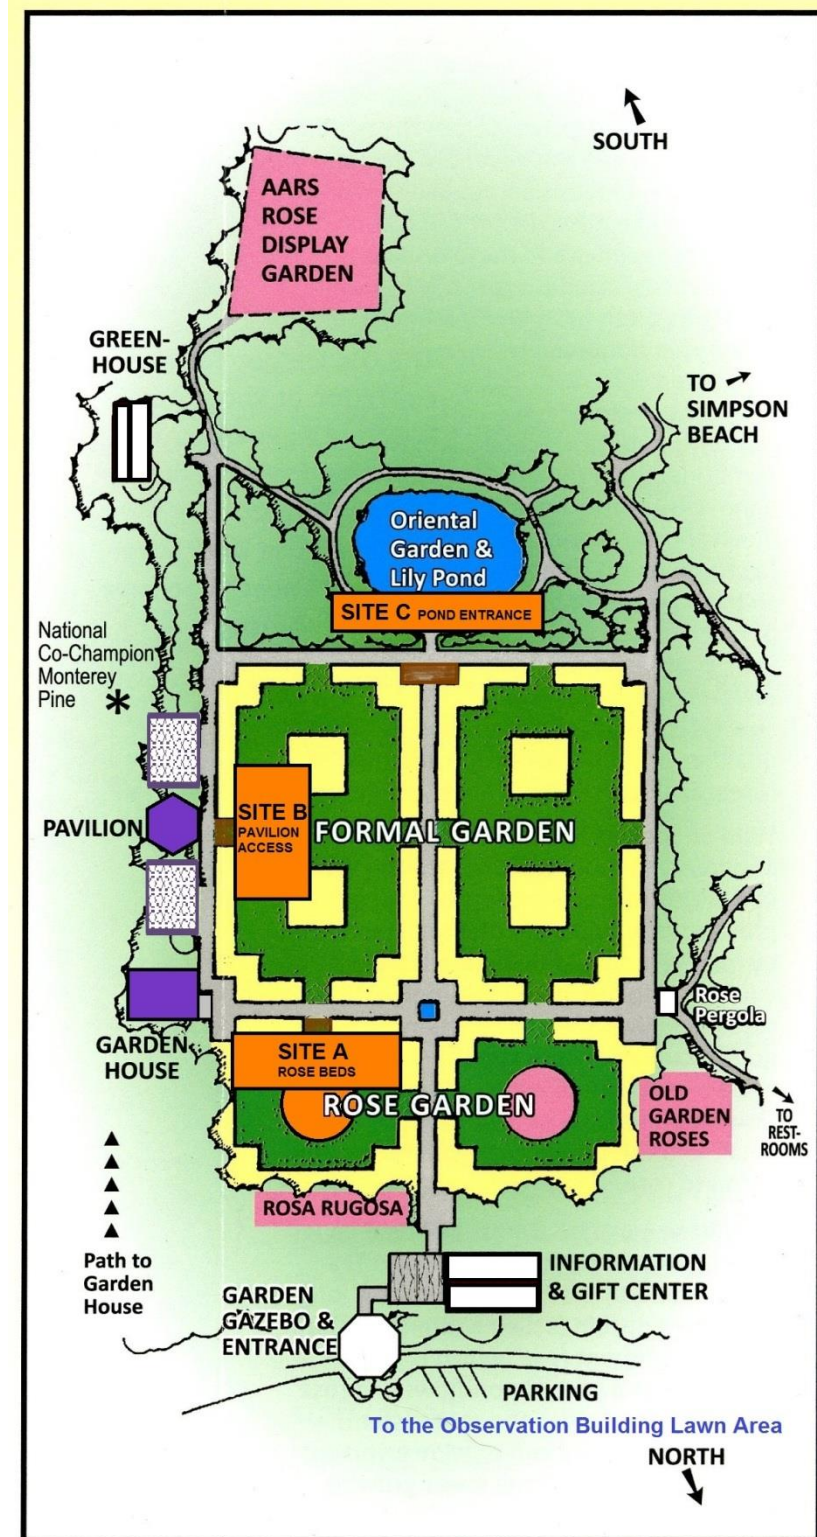 SOUTH
AARS
ROSE
DISPLAY
GARDEN
GREEN-
HOUSE
TO
SIMPSON
BEACH
Oriental
Garden &
Lily Pond
SITE C POND ENTRANCE
National
Co-Champion
Monterey
Pine *
PAVILION
SITE B
PAVILION
ACCESS
FORMAL GARDEN
Rose
Pergola
GARDEN
HOUSE
SITE A
ROSE BEDS
ROSE GARDEN
OLD
GARDEN
ROSES
TO
REST-
ROOMS
ROSA RUGOSA
Path to
Garden
House
INFORMATION
& GIFT CENTER
GARDEN
GAZEBO &
ENTRANCE
PARKING
To the Observation Building Lawn Area
NORTH